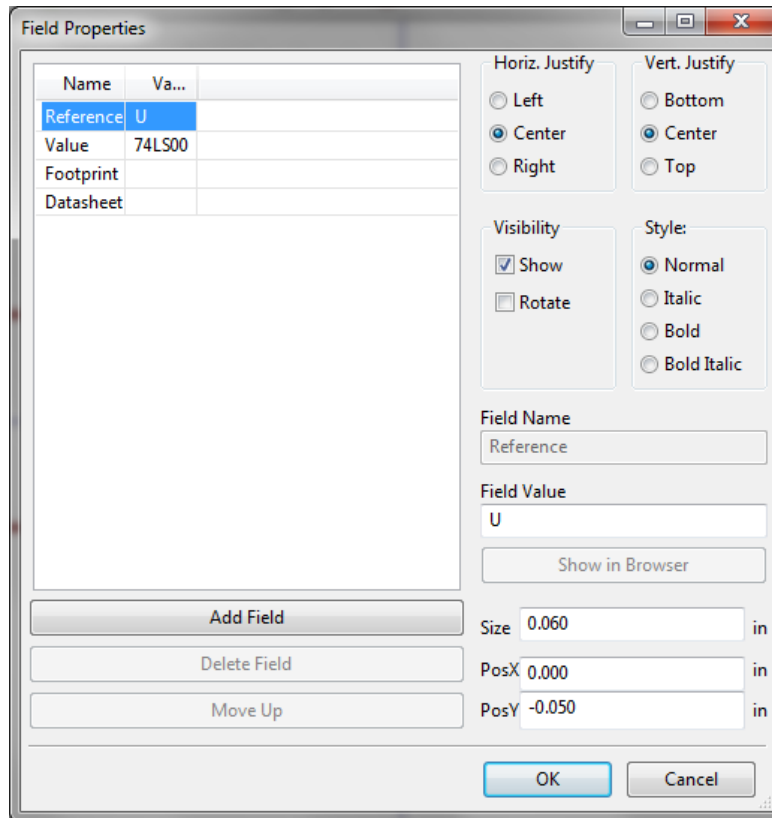 Field Properties
Name Va...
Reference U
Value 74LS00
Footprint
Datasheet
Add Field
Delete Field
Move Up
Horiz. Justify
Left
Center
Right
Vert. Justify
Bottom
Center
Top
Visibility
Show
Rotate
Style:
Normal
Italic
Bold
Bold Italic
Field Name
Reference
Field Value
U
Show in Browser
Size 0.060 in
PosX 0.000 in
PosY -0.050 in
OK Cancel